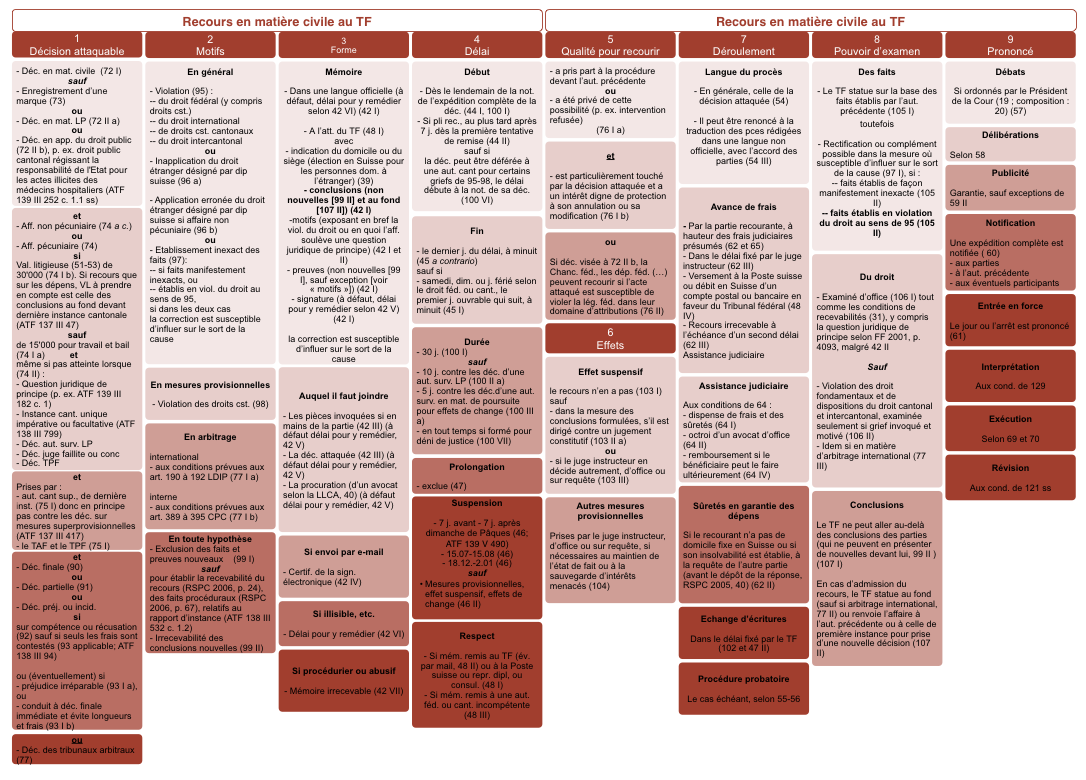 Recours en matière civile au TF
1
Décision attaquable
- Déc. en mat. civile  (72 I)
sauf
- Enregistrement d'une
marque (73)
ou
- Déc. en mat. LP (72 II a)
ou
- Déc. en app. du droit public
(72 II b), p. ex. droit public
cantonal régissant la
responsabilité de l'Etat pour
les actes illicites des
médecins hospitaliers (ATF
139 III 252 c. 1.1 ss)
et
- Aff. non pécuniaire (74 a c.)
ou
- Aff. pécuniaire (74)
si
Val. litigieuse (51-53) de
30'000 (74 I b). Si recours que
sur les dépens, VL à prendre
en compte est celle des
conclusions au fond devant
dernière instance cantonale
(ATF 137 III 47)
sauf
de 15'000 pour travail et bail
(74 I a) et
même si pas atteinte lorsque
(74 II) :
- Question juridique de
principe (p. ex. ATF 139 III
182 c. 1)
- Instance cant. unique
impérative ou facultative (ATF
138 III 799)
- Déc. aut. surv. LP
- Déc. juge faillite ou conc
- Déc. TPF
et
Prises par :
- aut. cant sup., de dernière
inst. (75 I) donc en principe
pas contre les déc. sur
mesures superprovisionnelles
(ATF 137 III 417)
- le TAF et le TPF (75 I)
et
- Déc. finale (90)
ou
- Déc. partielle (91)
ou
- Déc. préj. ou incid.
si
sur compétence ou récusation
(92) sauf si seuls les frais sont
contestés (93 applicable; ATF
138 III 94)
ou (éventuellement) si
- préjudice irréparable (93 I a),
ou
- conduit à déc. finale
immédiate et évite longueurs
et frais (93 I b)
ou
- Déc. des tribunaux arbitraux
(77)
2
Motifs
En général
- Violation (95) :
-- du droit fédéral (y compris
droits cst.)
-- du droit international
-- de droits cst. cantonaux
-- du droit intercantonal
ou
- Inapplication du droit
étranger désigné par dip
suisse (96 a)
- Application erronée du droit
étranger désigné par dip
suisse si affaire non
pécuniaire (96 b)
ou
- Etablissement inexact des
faits (97):
-- si faits manifestement
inexacts, ou
-- établis en viol. du droit au
sens de 95,
si dans les deux cas
la correction est susceptible
d'influer sur le sort de la
cause
En mesures provisionnelles
- Violation des droits cst. (98)
En arbitrage
international
- aux conditions prévues aux
art. 190 à 192 LDIP (77 I a)
interne
- aux conditions prévues aux
art. 389 à 395 CPC (77 I b)
En toute hypothèse
- Exclusion des faits et
preuves nouveaux    (99 I)
sauf
pour établir la recevabilité du
recours (RSPC 2006, p. 24),
des faits procéduraux (RSPC
2006, p. 67), relatifs au
rapport d'instance (ATF 138 III
532 c. 1.2)
- Irrecevabilité des
conclusions nouvelles (99 II)
3
Forme
Mémoire
- Dans une langue officielle (à
défaut, délai pour y remédier
selon 42 VI) (42 I)
- A l'att. du TF (48 I)
avec
- indication du domicile ou du
siège (élection en Suisse pour
les personnes dom. à
l'étranger) (39)
- conclusions (non
nouvelles [99 II] et au fond
[107 II]) (42 I)
-motifs (exposant en bref la
viol. du droit ou en quoi l'aff.
soulève une question
juridique de principe) (42 I et
II)
- preuves (non nouvelles [99
I], sauf exception [voir
« motifs »]) (42 I)
- signature (à défaut, délai
pour y remédier selon 42 V)
(42 I)
la correction est susceptible
d'influer sur le sort de la
cause
Auquel il faut joindre
- Les pièces invoquées si en
mains de la partie (42 III) (à
défaut délai pour y remédier,
42 V)
- La déc. attaquée (42 III) (à
défaut délai pour y remédier,
42 V)
- La procuration (d'un avocat
selon la LLCA, 40) (à défaut
délai pour y remédier, 42 V)
Si envoi par e-mail
- Certif. de la sign.
électronique (42 IV)
Si illisible, etc.
- Délai pour y remédier (42 VI)
Si procédurier ou abusif
- Mémoire irrecevable (42 VII)
4
Délai
Début
- Dès le lendemain de la not.
de l'expédition complète de la
déc. (44 I, 100 I)
- Si pli rec., au plus tard après
7 j. dès la première tentative
de remise (44 II)
sauf si
la déc. peut être déférée à
une aut. cant pour certains
griefs de 95-98, le délai
débute à la not. de sa déc.
(100 VI)
Fin
- le dernier j. du délai, à minuit
(45 a contrario)
sauf si
- samedi, dim. ou j. férié selon
le droit féd. ou cant., le
premier j. ouvrable qui suit, à
minuit (45 I)
Durée
- 30 j. (100 I)
sauf
- 10 j. contre les déc. d'une
aut. surv. LP (100 II a)
- 5 j. contre les déc.d'une aut.
surv. en mat. de poursuite
pour effets de change (100 III
a)
- en tout temps si formé pour
déni de justice (100 VII)
Prolongation
- exclue (47)
Suspension
- 7 j. avant - 7 j. après
dimanche de Pâques (46;
ATF 139 V 490)
- 15.07-15.08 (46)
- 18.12.-2.01 (46)
sauf
- Mesures provisionnelles,
effet suspensif, effets de
change (46 II)
Respect
- Si mém. remis au TF (év.
par mail, 48 II) ou à la Poste
suisse ou repr. dipl, ou
consul. (48 I)
- Si mém. remis à une aut.
féd. ou cant. incompétente
(48 III)
Recours en matière civile au TF
5
Qualité pour recourir
- a pris part à la procédure
devant l'aut. précédente
ou
- a été privé de cette
possibilité (p. ex. intervention
refusée)
(76 I a)
et
- est particulièrement touché
par la décision attaquée et a
un intérêt digne de protection
à son annulation ou sa
modification (76 I b)
ou
Si déc. visée à 72 II b, la
Chanc. féd., les dép. féd. (…)
peuvent recourir si l'acte
attaqué est susceptible de
violer la lég. féd. dans leur
domaine d'attributions (76 II)
6
Effets
Effet suspensif
le recours n'en a pas (103 I)
sauf
- dans la mesure des
conclusions formulées, s'il est
dirigé contre un jugement
constitutif (103 II a)
ou
- si le juge instructeur en
décide autrement, d'office ou
sur requête (103 III)
Autres mesures
provisionnelles
Prises par le juge instructeur,
d'office ou sur requête, si
nécessaires au maintien de
l'état de fait ou à la
sauvegarde d'intérêts
menacés (104)
7
Déroulement
Langue du procès
- En générale, celle de la
décision attaquée (54)
- Il peut être renoncé à la
traduction des pces rédigées
dans une langue non
officielle, avec l'accord des
parties (54 III)
Avance de frais
- Par la partie recourante, à
hauteur des frais judiciaires
présumés (62 et 65)
- Dans le délai fixé par le juge
instructeur (62 III)
- Versement à la Poste suisse
ou débit en Suisse d'un
compte postal ou bancaire en
faveur du Tribunal fédéral (48
IV)
- Recours irrecevable à
l'échéance d'un second délai
(62 III)
Assistance judiciaire
Assistance judiciaire
Aux conditions de 64 :
- dispense de frais et des
sûretés (64 I)
- octroi d'un avocat d'office
(64 II)
- remboursement si le
bénéficiaire peut le faire
ultérieurement (64 IV)
Sûretés en garantie des
dépens
Si le recourant n'a pas de
domicile fixe en Suisse ou si
son insolvabilité est établie, à
la requête de l'autre partie
(avant le dépôt de la réponse,
RSPC 2005, 40) (62 II)
Echange d'écritures
Dans le délai fixé par le TF
(102 et 47 II)
Procédure probatoire
Le cas échéant, selon 55-56
8
Pouvoir d'examen
Des faits
- Le TF statue sur la base des
faits établis par l'aut.
précédente (105 I)
toutefois
- Rectification ou complément
possible dans la mesure où
susceptible d'influer sur le sort
de la cause (97 I), si :
-- faits établis de façon
manifestement inexacte (105
II)
-- faits établis en violation
du droit au sens de 95 (105
II)
Du droit
- Examiné d'office (106 I) tout
comme les conditions de
recevabilités (31), y compris
la question juridique de
principe selon FF 2001, p.
4093, malgré 42 II
Sauf
- Violation des droit
fondamentaux et de
dispositions du droit cantonal
et intercantonal, examinée
seulement si grief invoqué et
motivé (106 II)
- Idem si en matière
d'arbitrage international (77
III)
Conclusions
Le TF ne peut aller au-delà
des conclusions des parties
(qui ne peuvent en présenter
de nouvelles devant lui, 99 II )
(107 I)
En cas d'admission du
recours, le TF statue au fond
(sauf si arbitrage international,
77 II) ou renvoie l'affaire à
l'aut. précédente ou à celle de
première instance pour prise
d'une nouvelle décision (107
II)
9
Prononcé
Débats
Si ordonnés par le Président
de la Cour (19 ; composition :
20) (57)
Délibérations
Selon 58
Publicité
Garantie, sauf exceptions de
59 II
Notification
Une expédition complète est
notifiée ( 60)
- aux parties
- à l'aut. précédente
- aux éventuels participants
Entrée en force
Le jour ou l'arrêt est prononcé
(61)
Interprétation
Aux cond. de 129
Exécution
Selon 69 et 70
Révision
Aux cond. de 121 ss